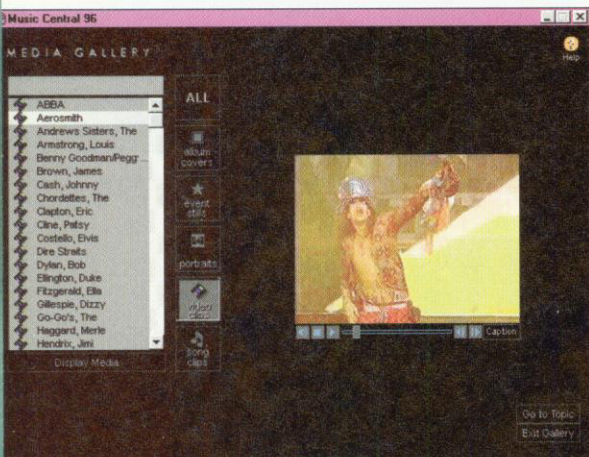 Music Central 96
MEDIA GALLERY
Help
ABBA
Aerosmith
Andrews Sisters, The
Armstrong, Louis
Benny Goodman/Peggy ...
Brown, James
Cash, Johnny
Chordettes, The
Clapton, Eric
Cline, Patsy
Costello, Elvis
Dire Straits
Dylan, Bob
Ellington, Duke
Fitzgerald, Ella
Gillespie, Dizzy
Go-Go's, The
Haggard, Merle
Hendrix, Jimi
Display Media
ALL
album
covers
event
stills
portraits
video
clips
song
clips
Caption
Go to Topic
Exit Gallery